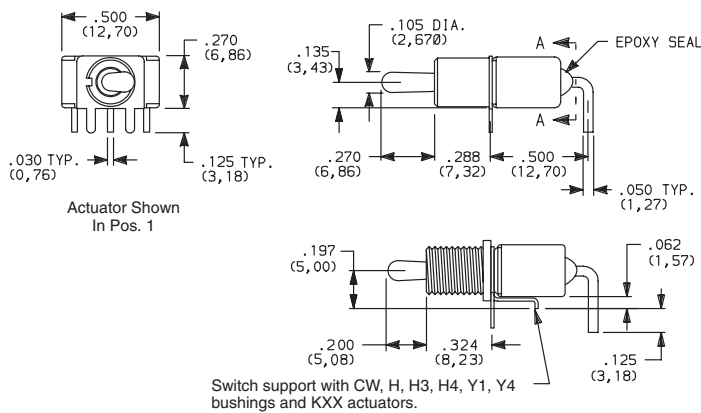 .500
(12,70)
.270
(6,86)
.030 TYP.
(0,76)
.125 TYP.
(3,18)
Actuator Shown
In Pos. 1
.105 DIA.
(2,67Ø)
.135
(3,43)
A
A
EPOXY SEAL
.270
(6,86)
.288
(7,32)
.500
(12,70)
.050 TYP.
(1,27)
.197
(5,00)
.062
(1,57)
.200
(5,08)
.324
(8,23)
.125
(3,18)
Switch support with CW, H, H3, H4, Y1, Y4
bushings and KXX actuators.